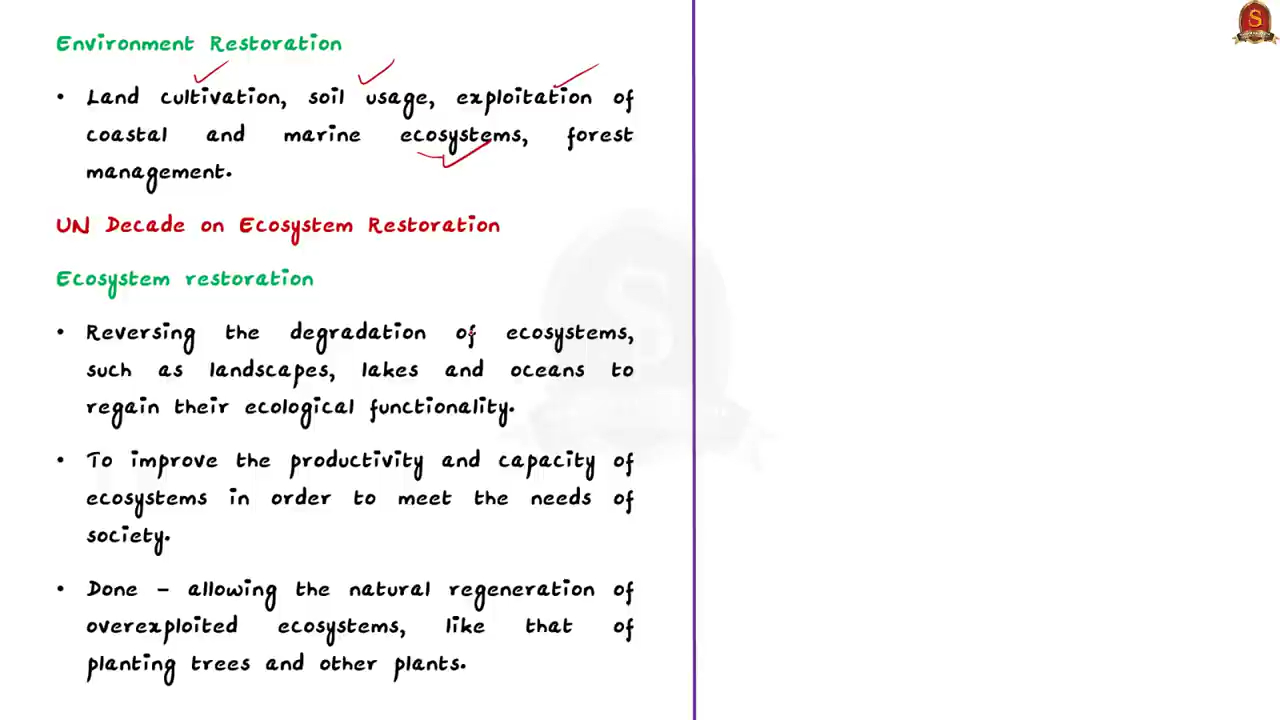 Environment Restoration
• Land cultivation, soil usage, exploitation of
coastal and marine ecosystems, forest
management.
UN Decade on Ecosystem Restoration
Ecosystem restoration
• Reversing the degradation of ecosystems,
such as landscapes, lakes and oceans to
regain their ecological functionality.
• To improve the productivity and capacity of
ecosystems in order to meet the needs of
society.
• Done – allowing the natural regeneration of
overexploited ecosystems, like that of
planting trees and other plants.
S